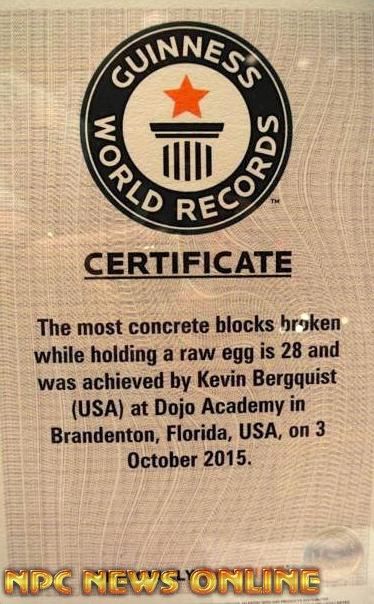 GUINNESS
WORLD RECORDS
TM
CERTIFICATE
The most concrete blocks broken
while holding a raw egg is 28 and
was achieved by Kevin Bergquist
(USA) at Dojo Academy in
Brandenton, Florida, USA, on 3
October 2015.
NPC NEWS ONLINE